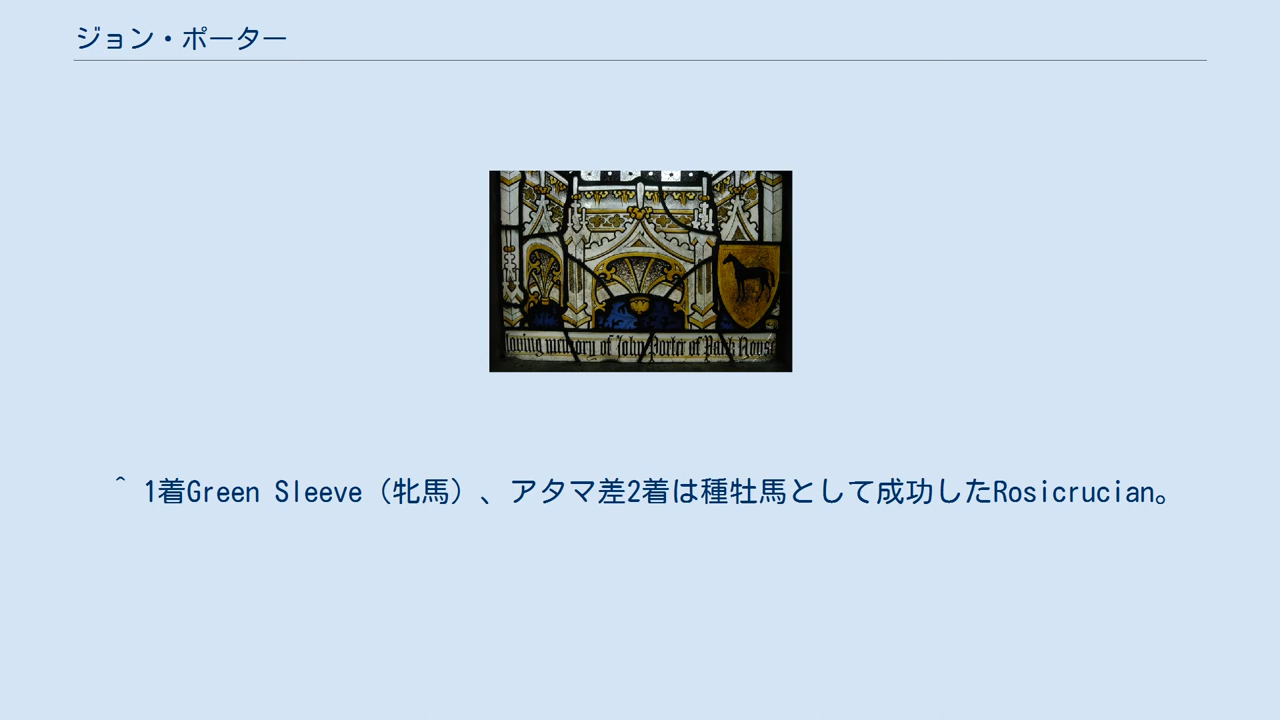 ジョン・ポーター
loving memory of John Porter of Park House
^ 1着Green Sleeve（牝馬）、アタマ差2着は種牡馬として成功したRosicrucian。